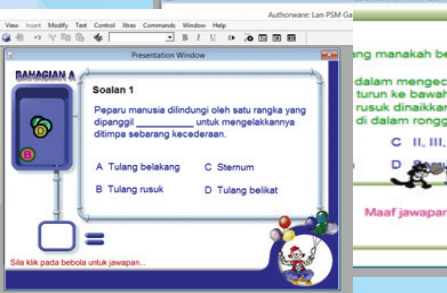 Authorware: Lan PSM Ga
View Insert Modify Text Control Xtras Commands Window Help
B I U
Presentation Window
BAHAGIAN A
Soalan 1
Peparu manusia dilindungi oleh satu rangka yang
dipanggil __________ untuk mengelakkannya
ditimpa sebarang kecederaan.
A Tulang belakang C Sternum
B Tulang rusuk D Tulang belikat
D
B
Sila klik pada bebola untuk jawapan...
ng manakah be
dalam mengec
turun ke bawah
rusuk dinaikkan
di dalam rongg
C II, III,
D
Maaf jawapan